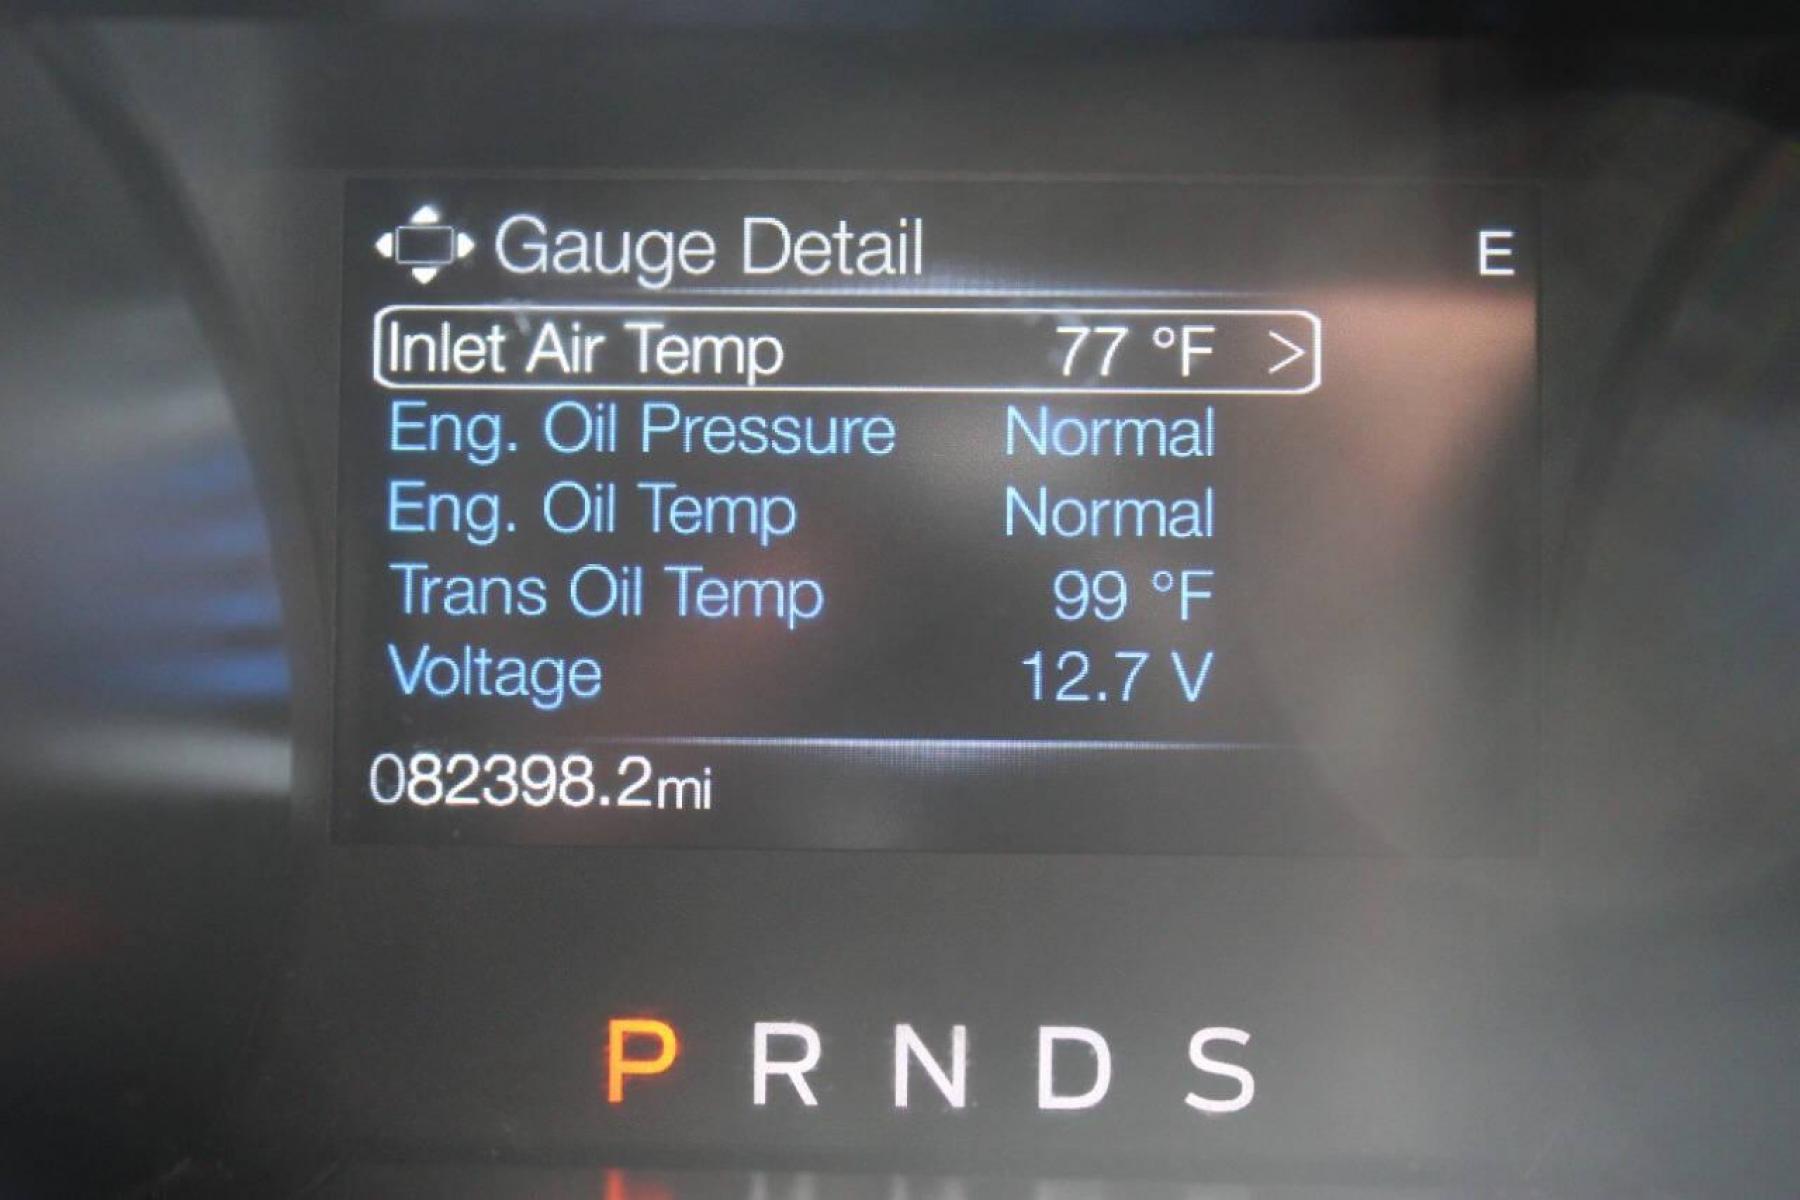 Gauge Detail E
Inlet Air Temp 77 °F >
Eng. Oil Pressure Normal
Eng. Oil Temp Normal
Trans Oil Temp 99 °F
Voltage 12.7 V
082398.2mi
P R N D S